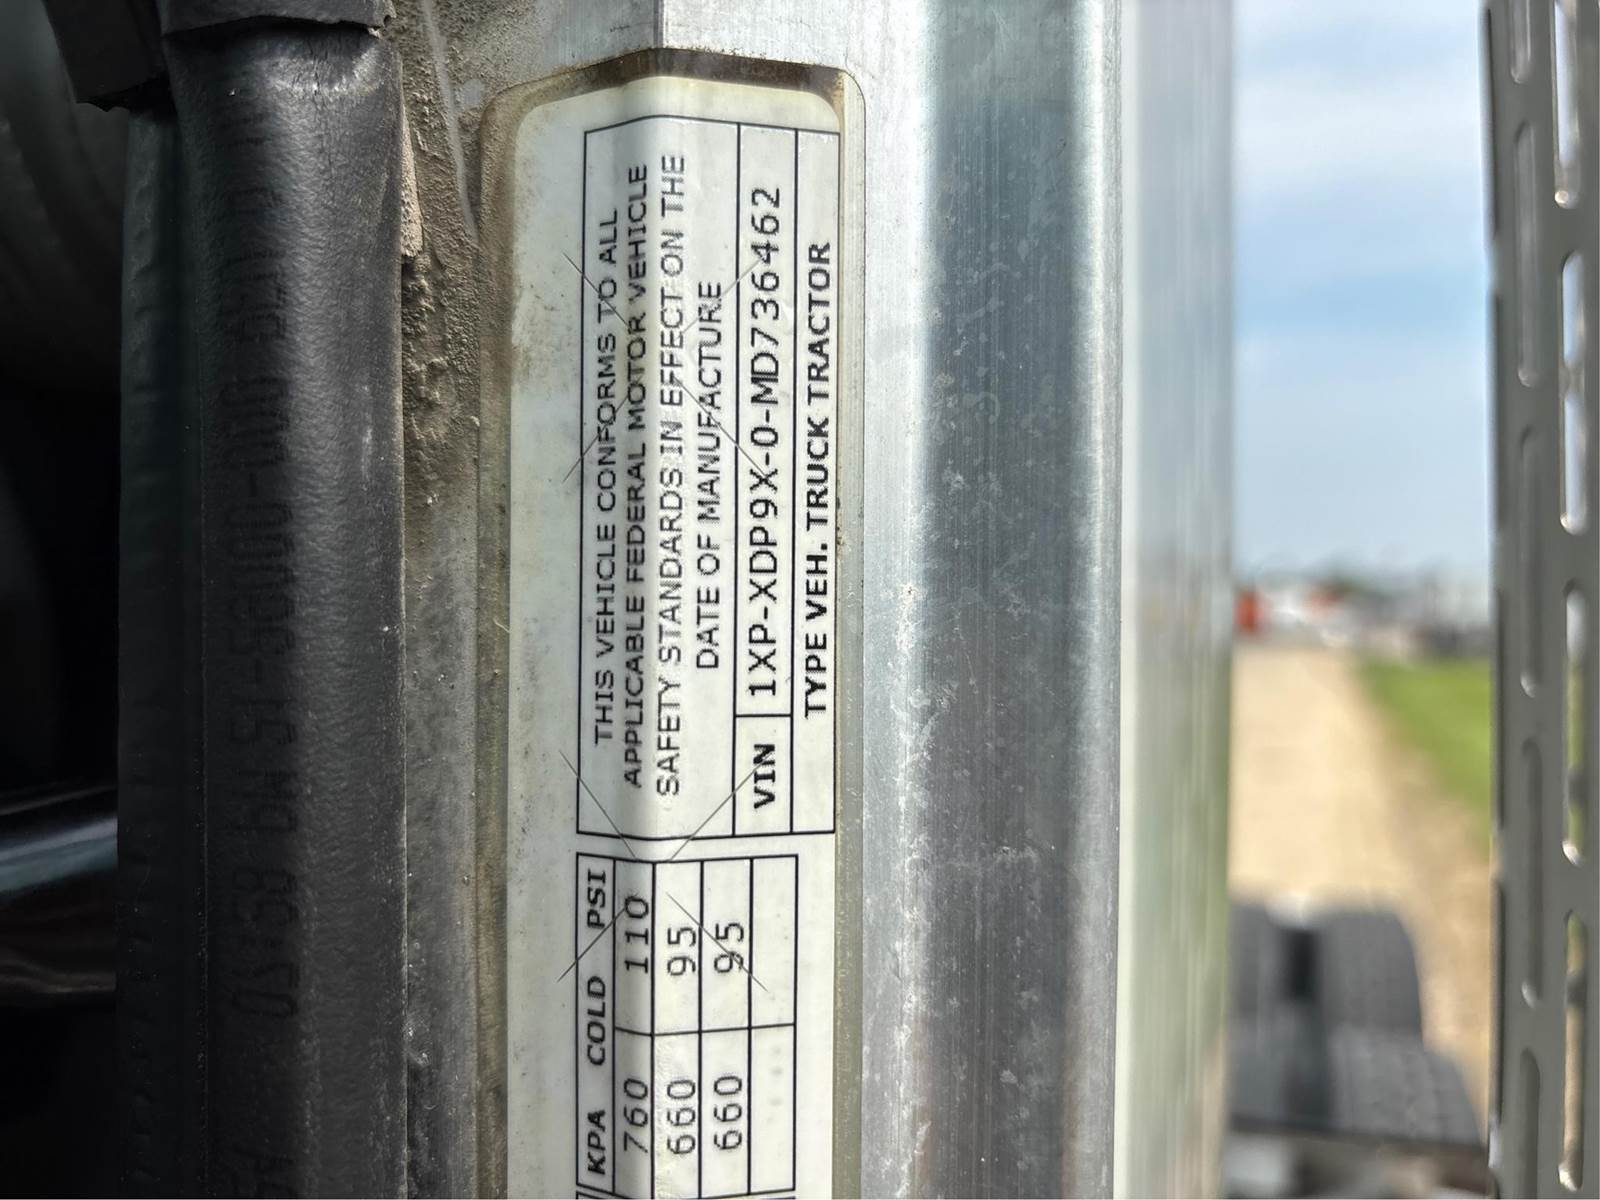 THIS VEHICLE CONFORMS TO ALL
APPLICABLE FEDERAL MOTOR VEHICLE
SAFETY STANDARDS IN EFFECT ON THE
DATE OF MANUFACTURE
VIN 1XP-XDP9X-0-MD736462
TYPE VEH. TRUCK TRACTOR
KPA COLD PSI
760 110
660 95
660 95